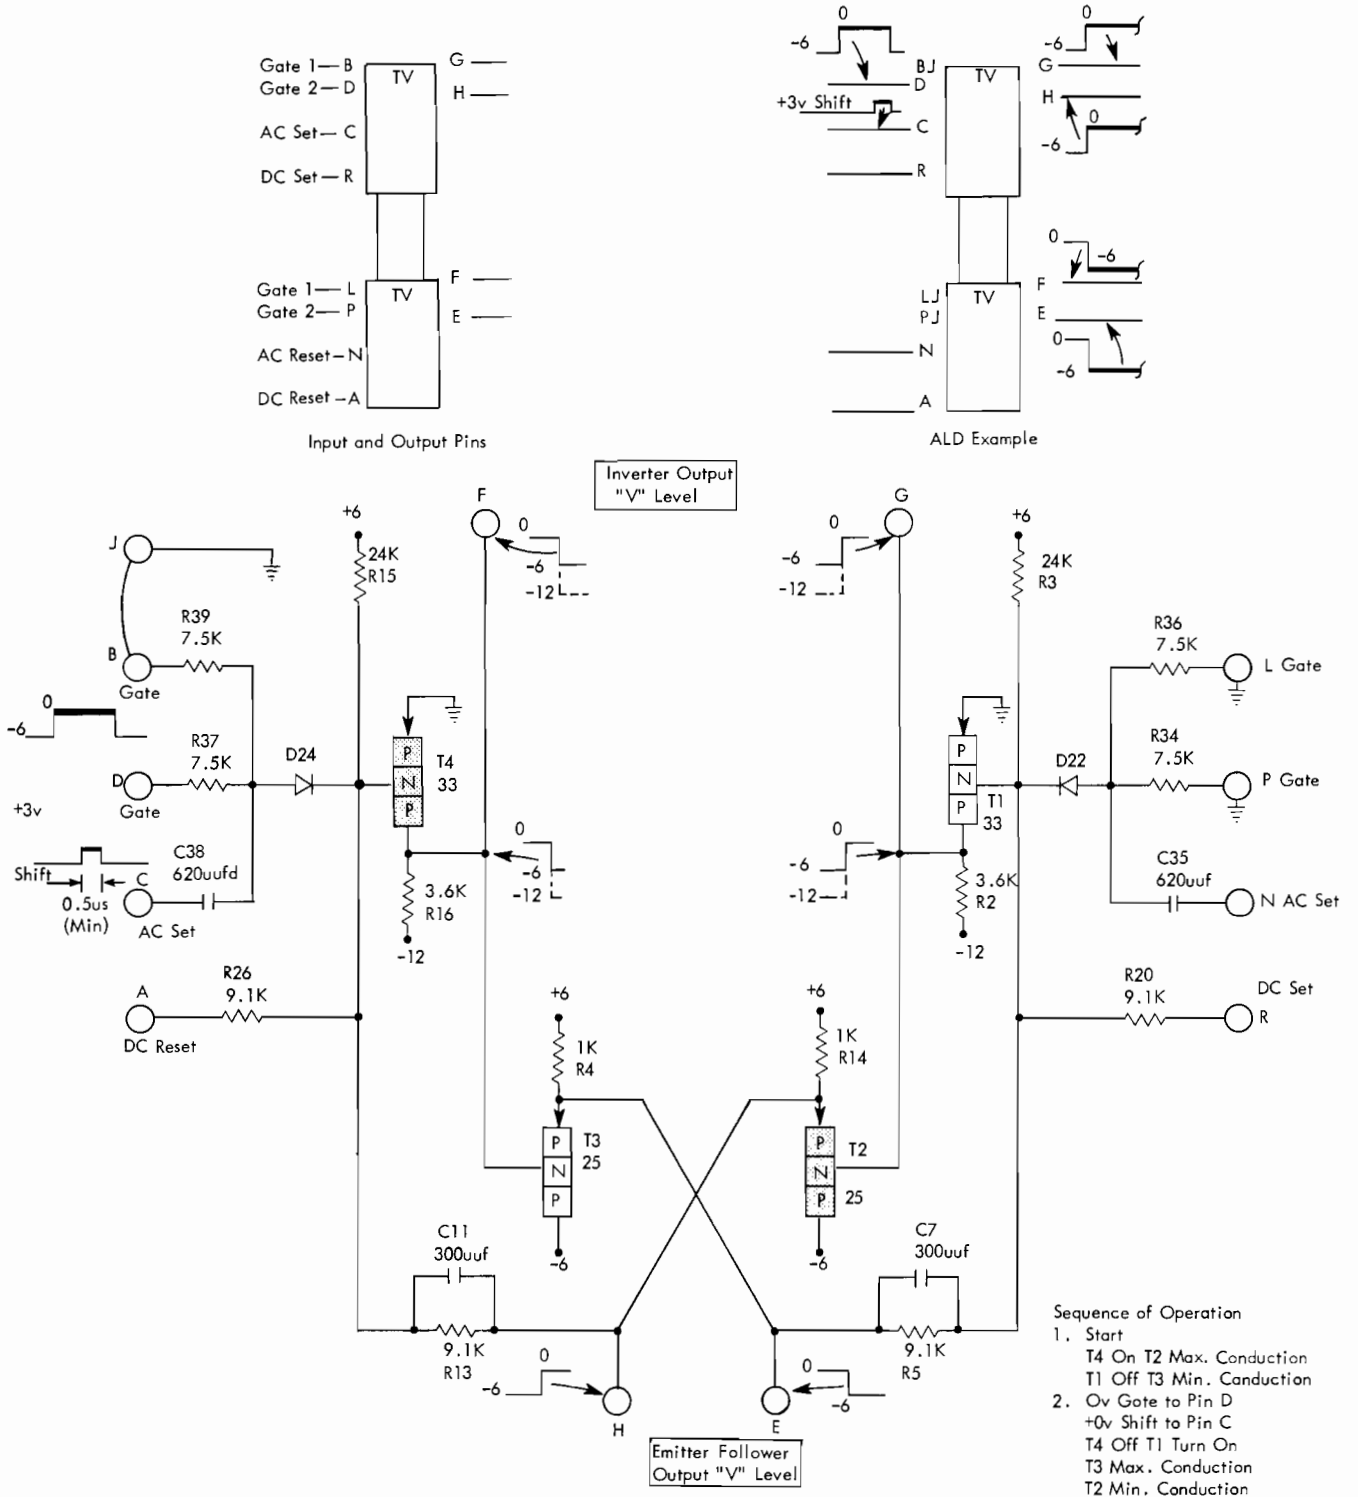 Gate 1— B
Gate 2— D
AC Set— C
DC Set— R
TV
G
H
Gate 1— L
Gate 2— P
AC Reset— N
DC Reset —A
TV
F
E
Input and Output Pins
0
-6
BJ
D
+3v Shift
C
R
TV
0
-6
G
H
0
-6
LJ
PJ
N
A
TV
0
-6
F
E
0
-6
ALD Example
Inverter Output
"V" Level
F
0
-6
-12
G
0
-6
-12
J
+6
24K
R15
+6
24K
R3
R39
7.5K
B
Gate
R36
7.5K
L Gate
0
-6
R37
7.5K
D24
D
Gate
P
N
P
T4
33
P
N
P
T1
33
D22
R34
7.5K
P Gate
+3v
Shift
0.5us
(Min)
C
C38
620uufd
AC Set
3.6K
R16
-12
0
-6
-12
0
-6
-12
3.6K
R2
-12
C35
620uuf
N AC Set
A
R26
9.1K
DC Reset
R20
9.1K
DC Set
R
+6
1K
R4
+6
1K
R14
P
N
P
T3
25
-6
P
N
P
T2
25
-6
C11
300uuf
9.1K
R13
C7
300uuf
9.1K
R5
0
-6
H
0
-6
E
Emitter Follower
Output "V" Level
Sequence of Operation
1. Start
T4 On T2 Max. Conduction
T1 Off T3 Min. Canduction
2. Ov Gote to Pin D
+0v Shift to Pin C
T4 Off T1 Turn On
T3 Max. Conduction
T2 Min. Conduction